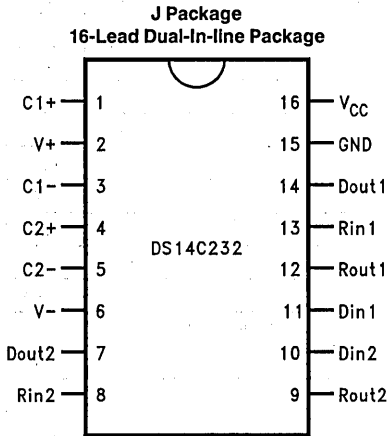 J Package
16-Lead Dual-In-line Package
C1+ 1 16 VCC
V+ 2 15 GND
C1- 3 14 Dout1
C2+ 4 13 Rin1
DS14C232
C2- 5 12 Rout1
V- 6 11 Din1
Dout2 7 10 Din2
Rin2 8 9 Rout2